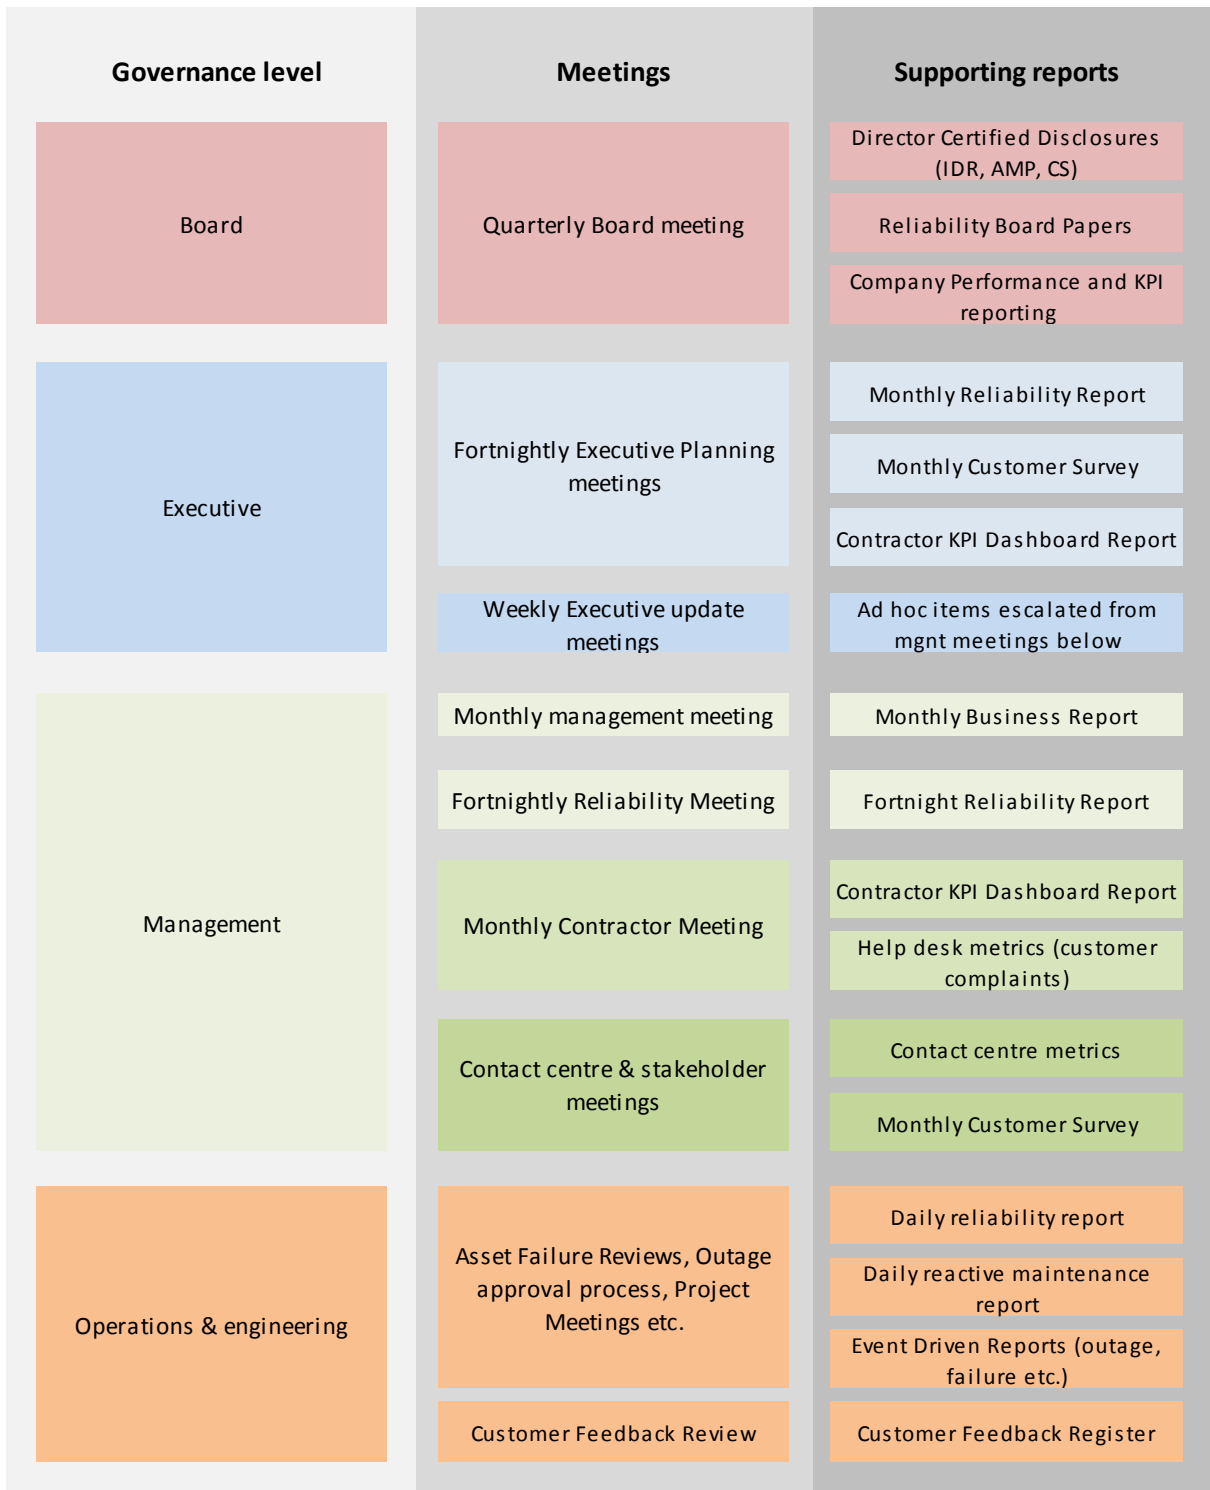 Governance level
Meetings
Supporting reports
Board
Quarterly Board meeting
Director Certified Disclosures
(IDR, AMP, CS)
Reliability Board Papers
Company Performance and KPI
reporting
Executive
Fortnightly Executive Planning
meetings
Monthly Reliability Report
Monthly Customer Survey
Contractor KPI Dashboard Report
Weekly Executive update
meetings
Ad hoc items escalated from
mgnt meetings below
Management
Monthly management meeting
Monthly Business Report
Fortnightly Reliability Meeting
Fortnight Reliability Report
Monthly Contractor Meeting
Contractor KPI Dashboard Report
Help desk metrics (customer
complaints)
Contact centre & stakeholder
meetings
Contact centre metrics
Monthly Customer Survey
Operations & engineering
Asset Failure Reviews, Outage
approval process, Project
Meetings etc.
Daily reliability report
Daily reactive maintenance
report
Event Driven Reports (outage,
failure etc.)
Customer Feedback Review
Customer Feedback Register